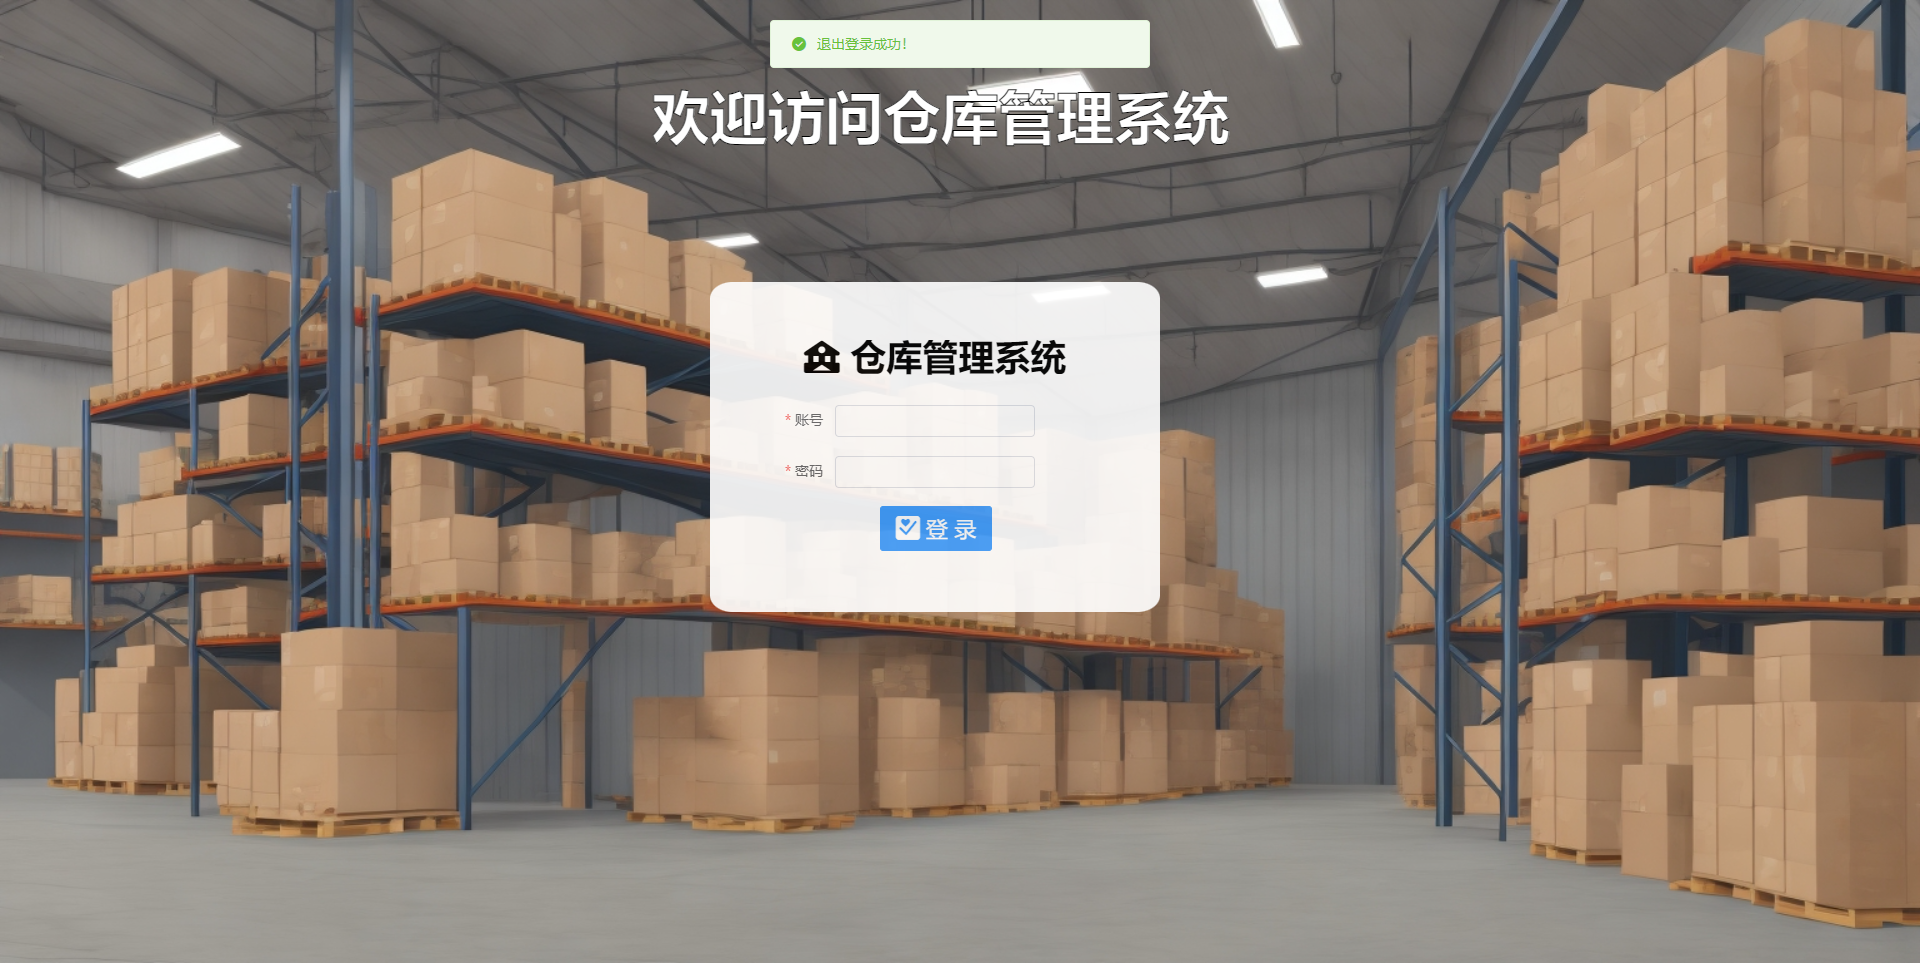 退出登录成功!
欢迎访问仓库管理系统
仓库管理系统
* 账号
* 密码
登 录